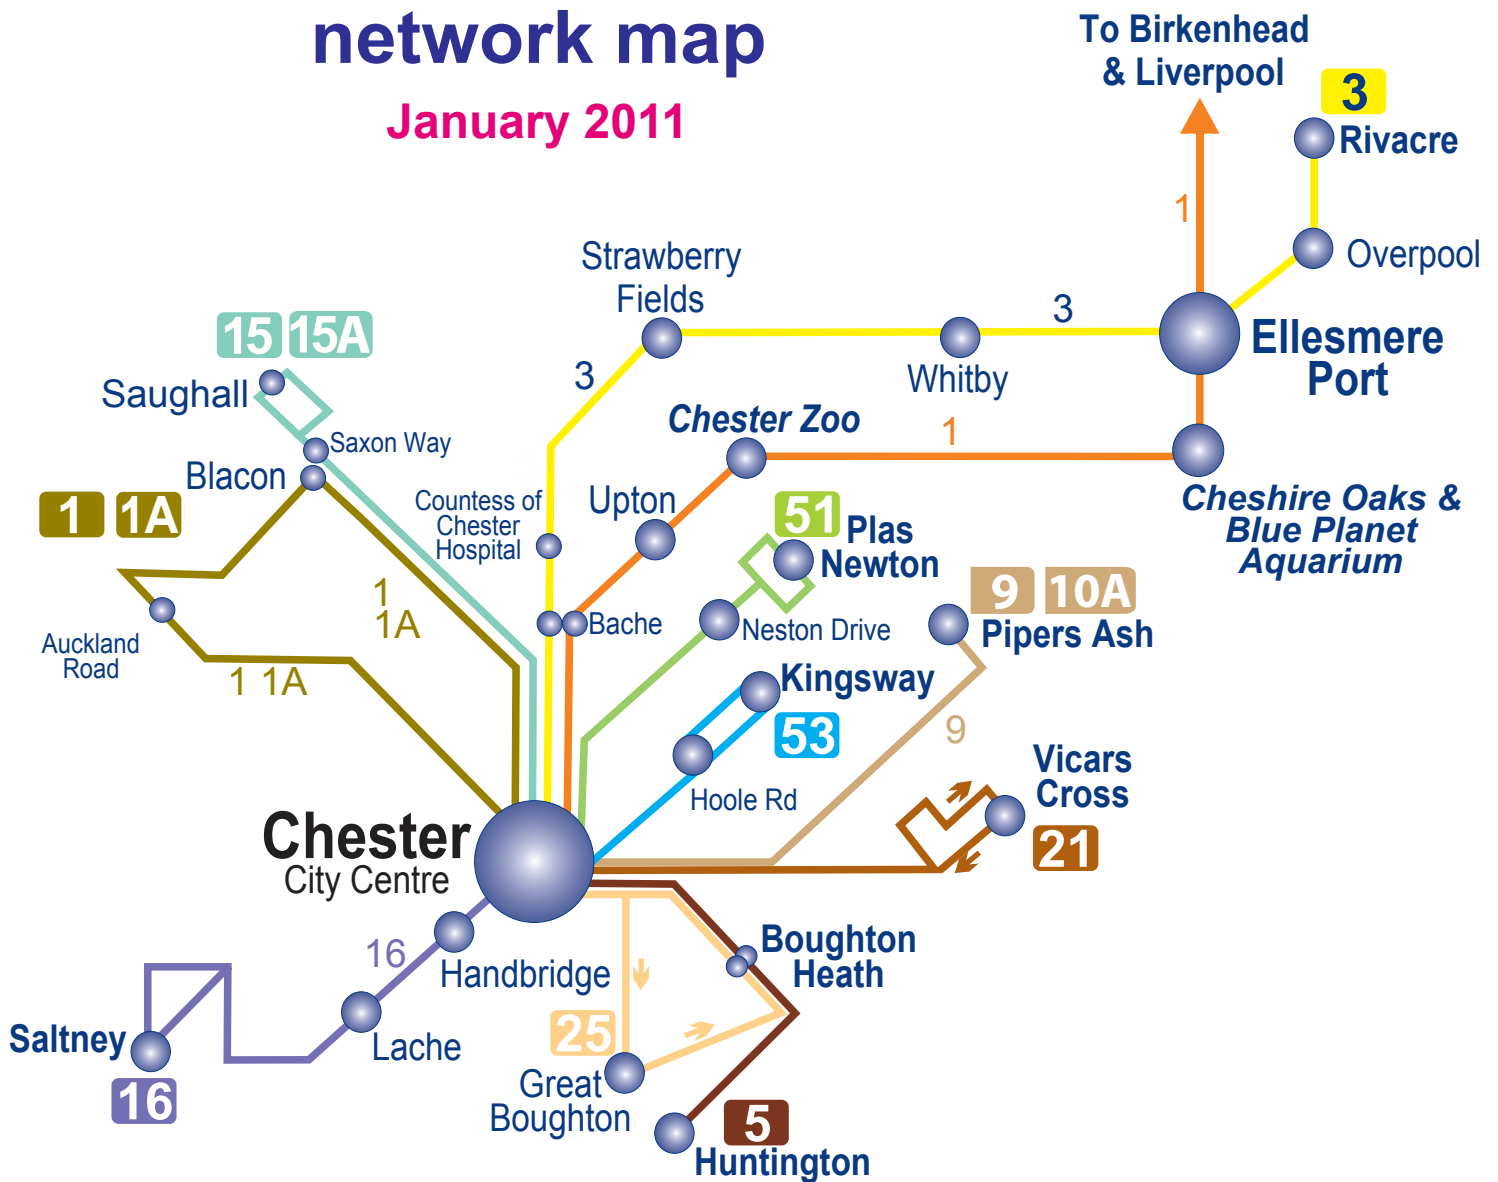 network map
January 2011
To Birkenhead
& Liverpool
3
Rivacre
1
Overpool
Strawberry
Fields
3
Ellesmere
Port
3
Whitby
15 15A
Saughall
Chester Zoo
1
Saxon Way
Blacon
1 1A
Countess of
Chester
Hospital
Upton
51
Plas
Newton
Cheshire Oaks &
Blue Planet
Aquarium
9 10A
Pipers Ash
1
1A
Bache
Neston Drive
Auckland
Road
1 1A
Kingsway
53
9
Hoole Rd
Vicars
Cross
21
Chester
City Centre
16
Handbridge
Boughton
Heath
Saltney
16
Lache
25
Great
Boughton
5
Huntington